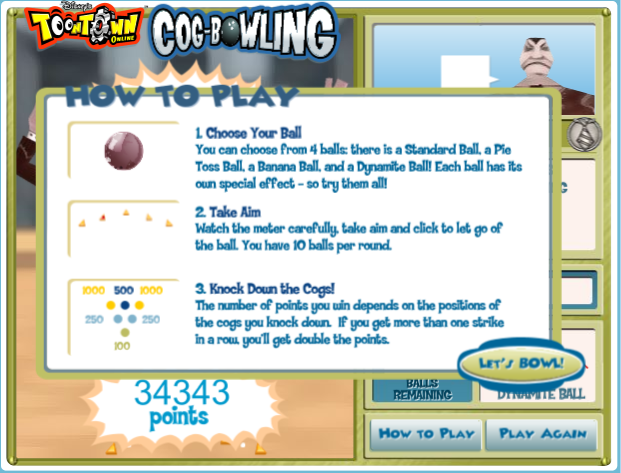 Disney's
TOONTOWN
ONLINE
COG-BOWLING
HOW TO PLAY
1. Choose Your Ball
You can choose from 4 balls: there is a Standard Ball, a Pie
Toss Ball, a Banana Ball, and a Dynamite Ball! Each ball has its
own special effect - so try them all!
2. Take Aim
Watch the meter carefully, take aim and click to let go of
the ball. You have 10 balls per round.
3. Knock Down the Cogs!
1000 500 1000
250 250
100
The number of points you win depends on the positions of
the cogs you knock down. If you get more than one strike
in a row, you'll get double the points.
LET'S BOWL!
34343
points
BALLS
REMAINING
DYNAMITE BALL
HOW TO PLAY
PLAY AGAIN